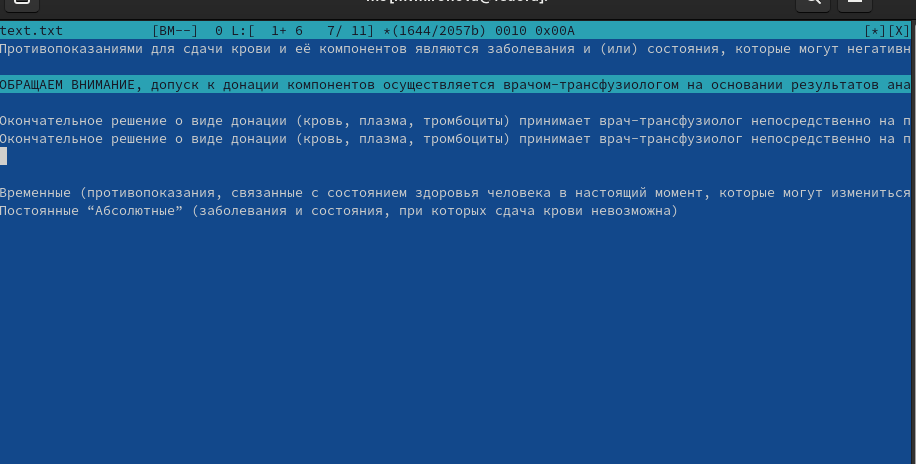 text.txt [BM--] 0 L:[ 1+ 6 7/ 11] *(1644/2057b) 0010 0x00A [*][X]
Противопоказаниями для сдачи крови и её компонентов являются заболевания и (или) состояния, которые могут негативн
ОБРАЩАЕМ ВНИМАНИЕ, допуск к донации компонентов осуществляется врачом-трансфузиологом на основании результатов ана
Окончательное решение о виде донации (кровь, плазма, тромбоциты) принимает врач-трансфузиолог непосредственно на п
Окончательное решение о виде донации (кровь, плазма, тромбоциты) принимает врач-трансфузиолог непосредственно на п
Временные (противопоказания, связанные с состоянием здоровья человека в настоящий момент, которые могут измениться
Постоянные “Абсолютные” (заболевания и состояния, при которых сдача крови невозможна)